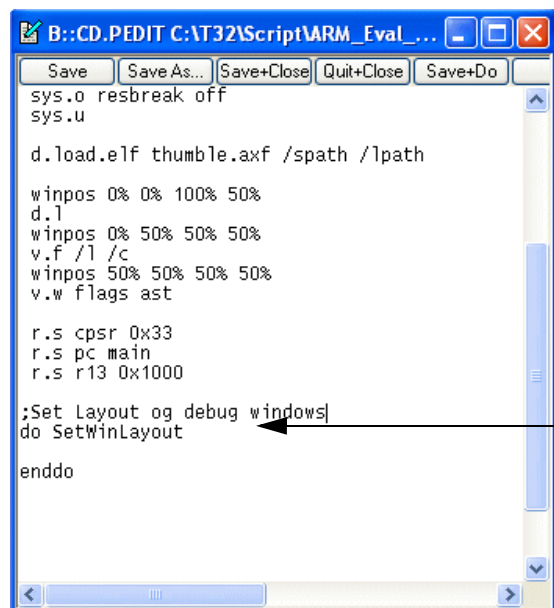 B::CD.PEDIT C:\T32\Script\ARM_Eval_...
Save Save As... Save+Close Quit+Close Save+Do
sys.o resbreak off
sys.u
d.load.elf thumble.axf /spath /lpath
winpos 0% 0% 100% 50%
d.l
winpos 0% 50% 50% 50%
v.f /l /c
winpos 50% 50% 50% 50%
v.w flags ast
r.s cpsr 0x33
r.s pc main
r.s r13 0x1000
;Set Layout og debug windows
do SetWinLayout
enddo